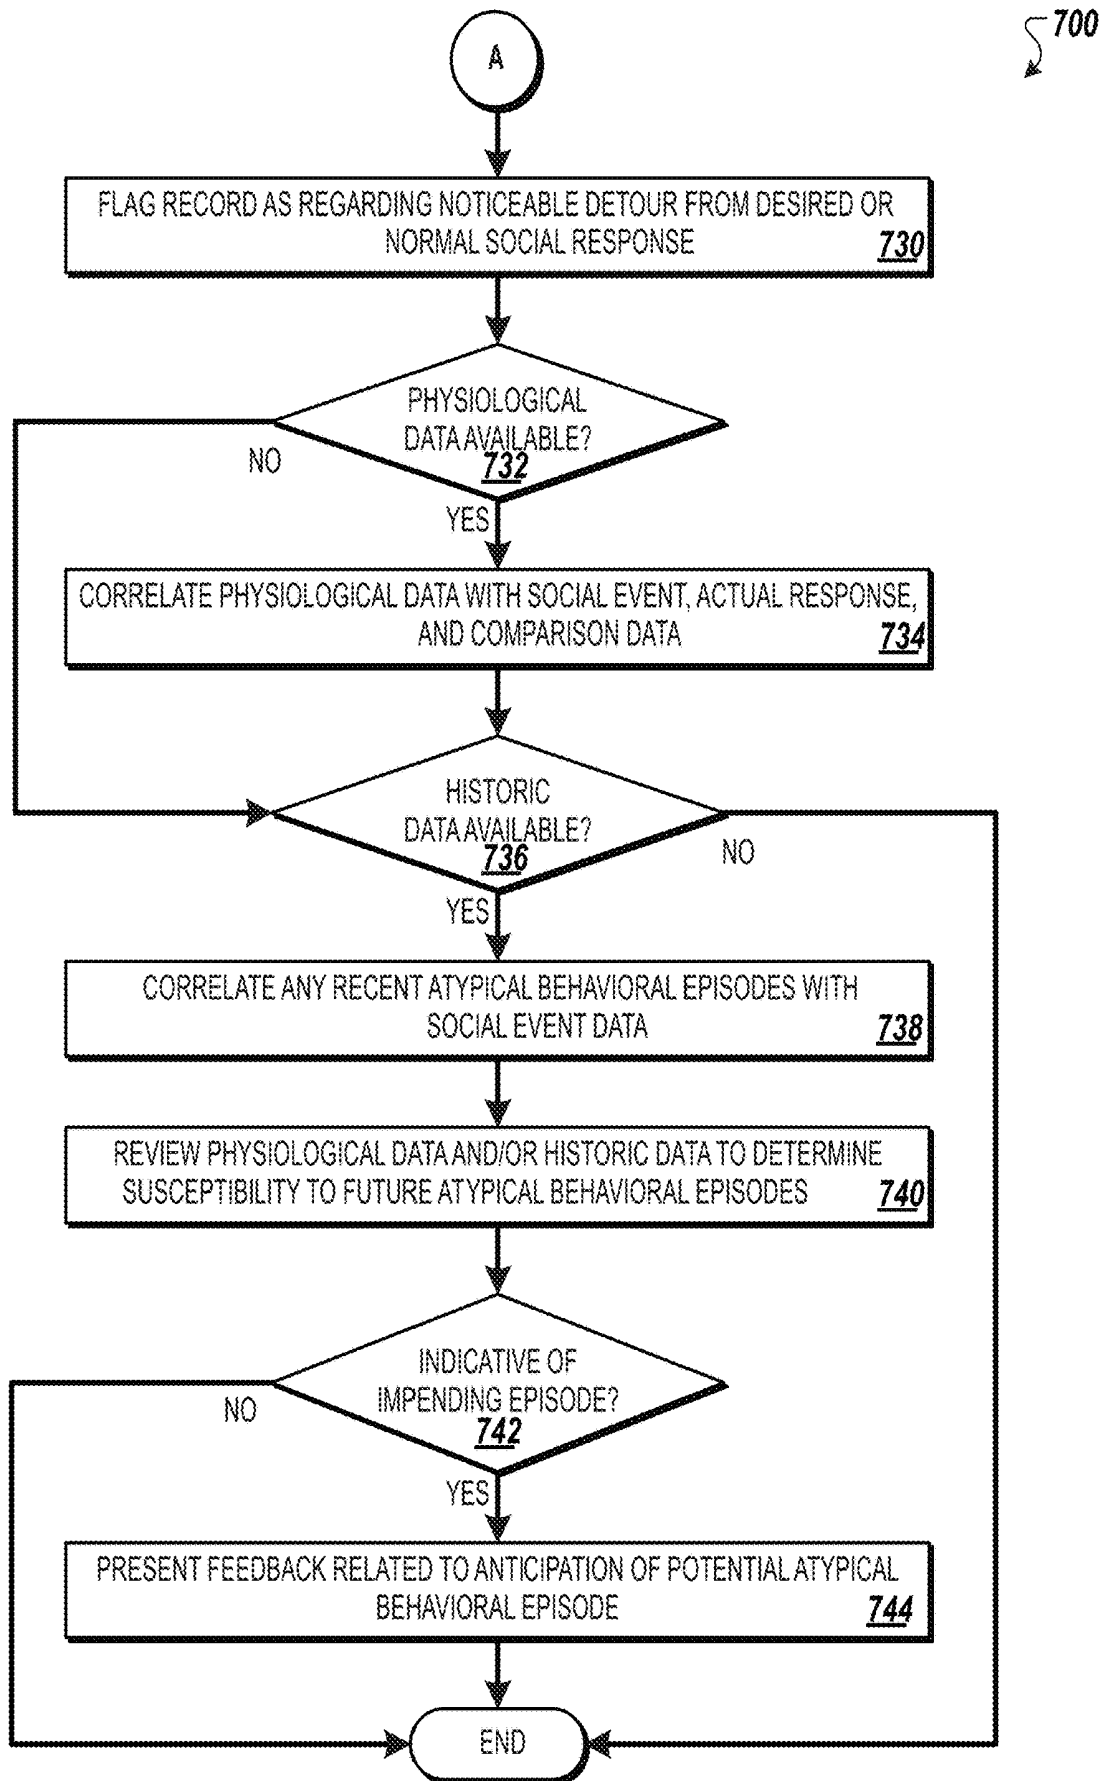 700
A
FLAG RECORD AS REGARDING NOTICEABLE DETOUR FROM DESIRED OR
NORMAL SOCIAL RESPONSE
730
PHYSIOLOGICAL
DATA AVAILABLE?
732
NO
YES
CORRELATE PHYSIOLOGICAL DATA WITH SOCIAL EVENT, ACTUAL RESPONSE,
AND COMPARISON DATA
734
HISTORIC
DATA AVAILABLE?
736
NO
YES
CORRELATE ANY RECENT ATYPICAL BEHAVIORAL EPISODES WITH
SOCIAL EVENT DATA
738
REVIEW PHYSIOLOGICAL DATA AND/OR HISTORIC DATA TO DETERMINE
SUSCEPTIBILITY TO FUTURE ATYPICAL BEHAVIORAL EPISODES
740
INDICATIVE OF
IMPENDING EPISODE?
742
NO
YES
PRESENT FEEDBACK RELATED TO ANTICIPATION OF POTENTIAL ATYPICAL
BEHAVIORAL EPISODE
744
END